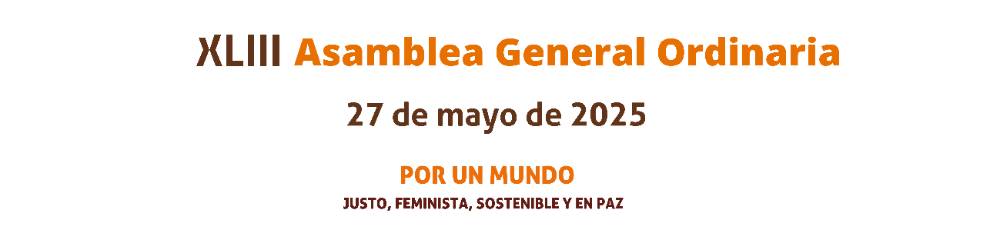 XLIII Asamblea General Ordinaria
27 de mayo de 2025
POR UN MUNDO
JUSTO, FEMINISTA, SOSTENIBLE Y EN PAZ